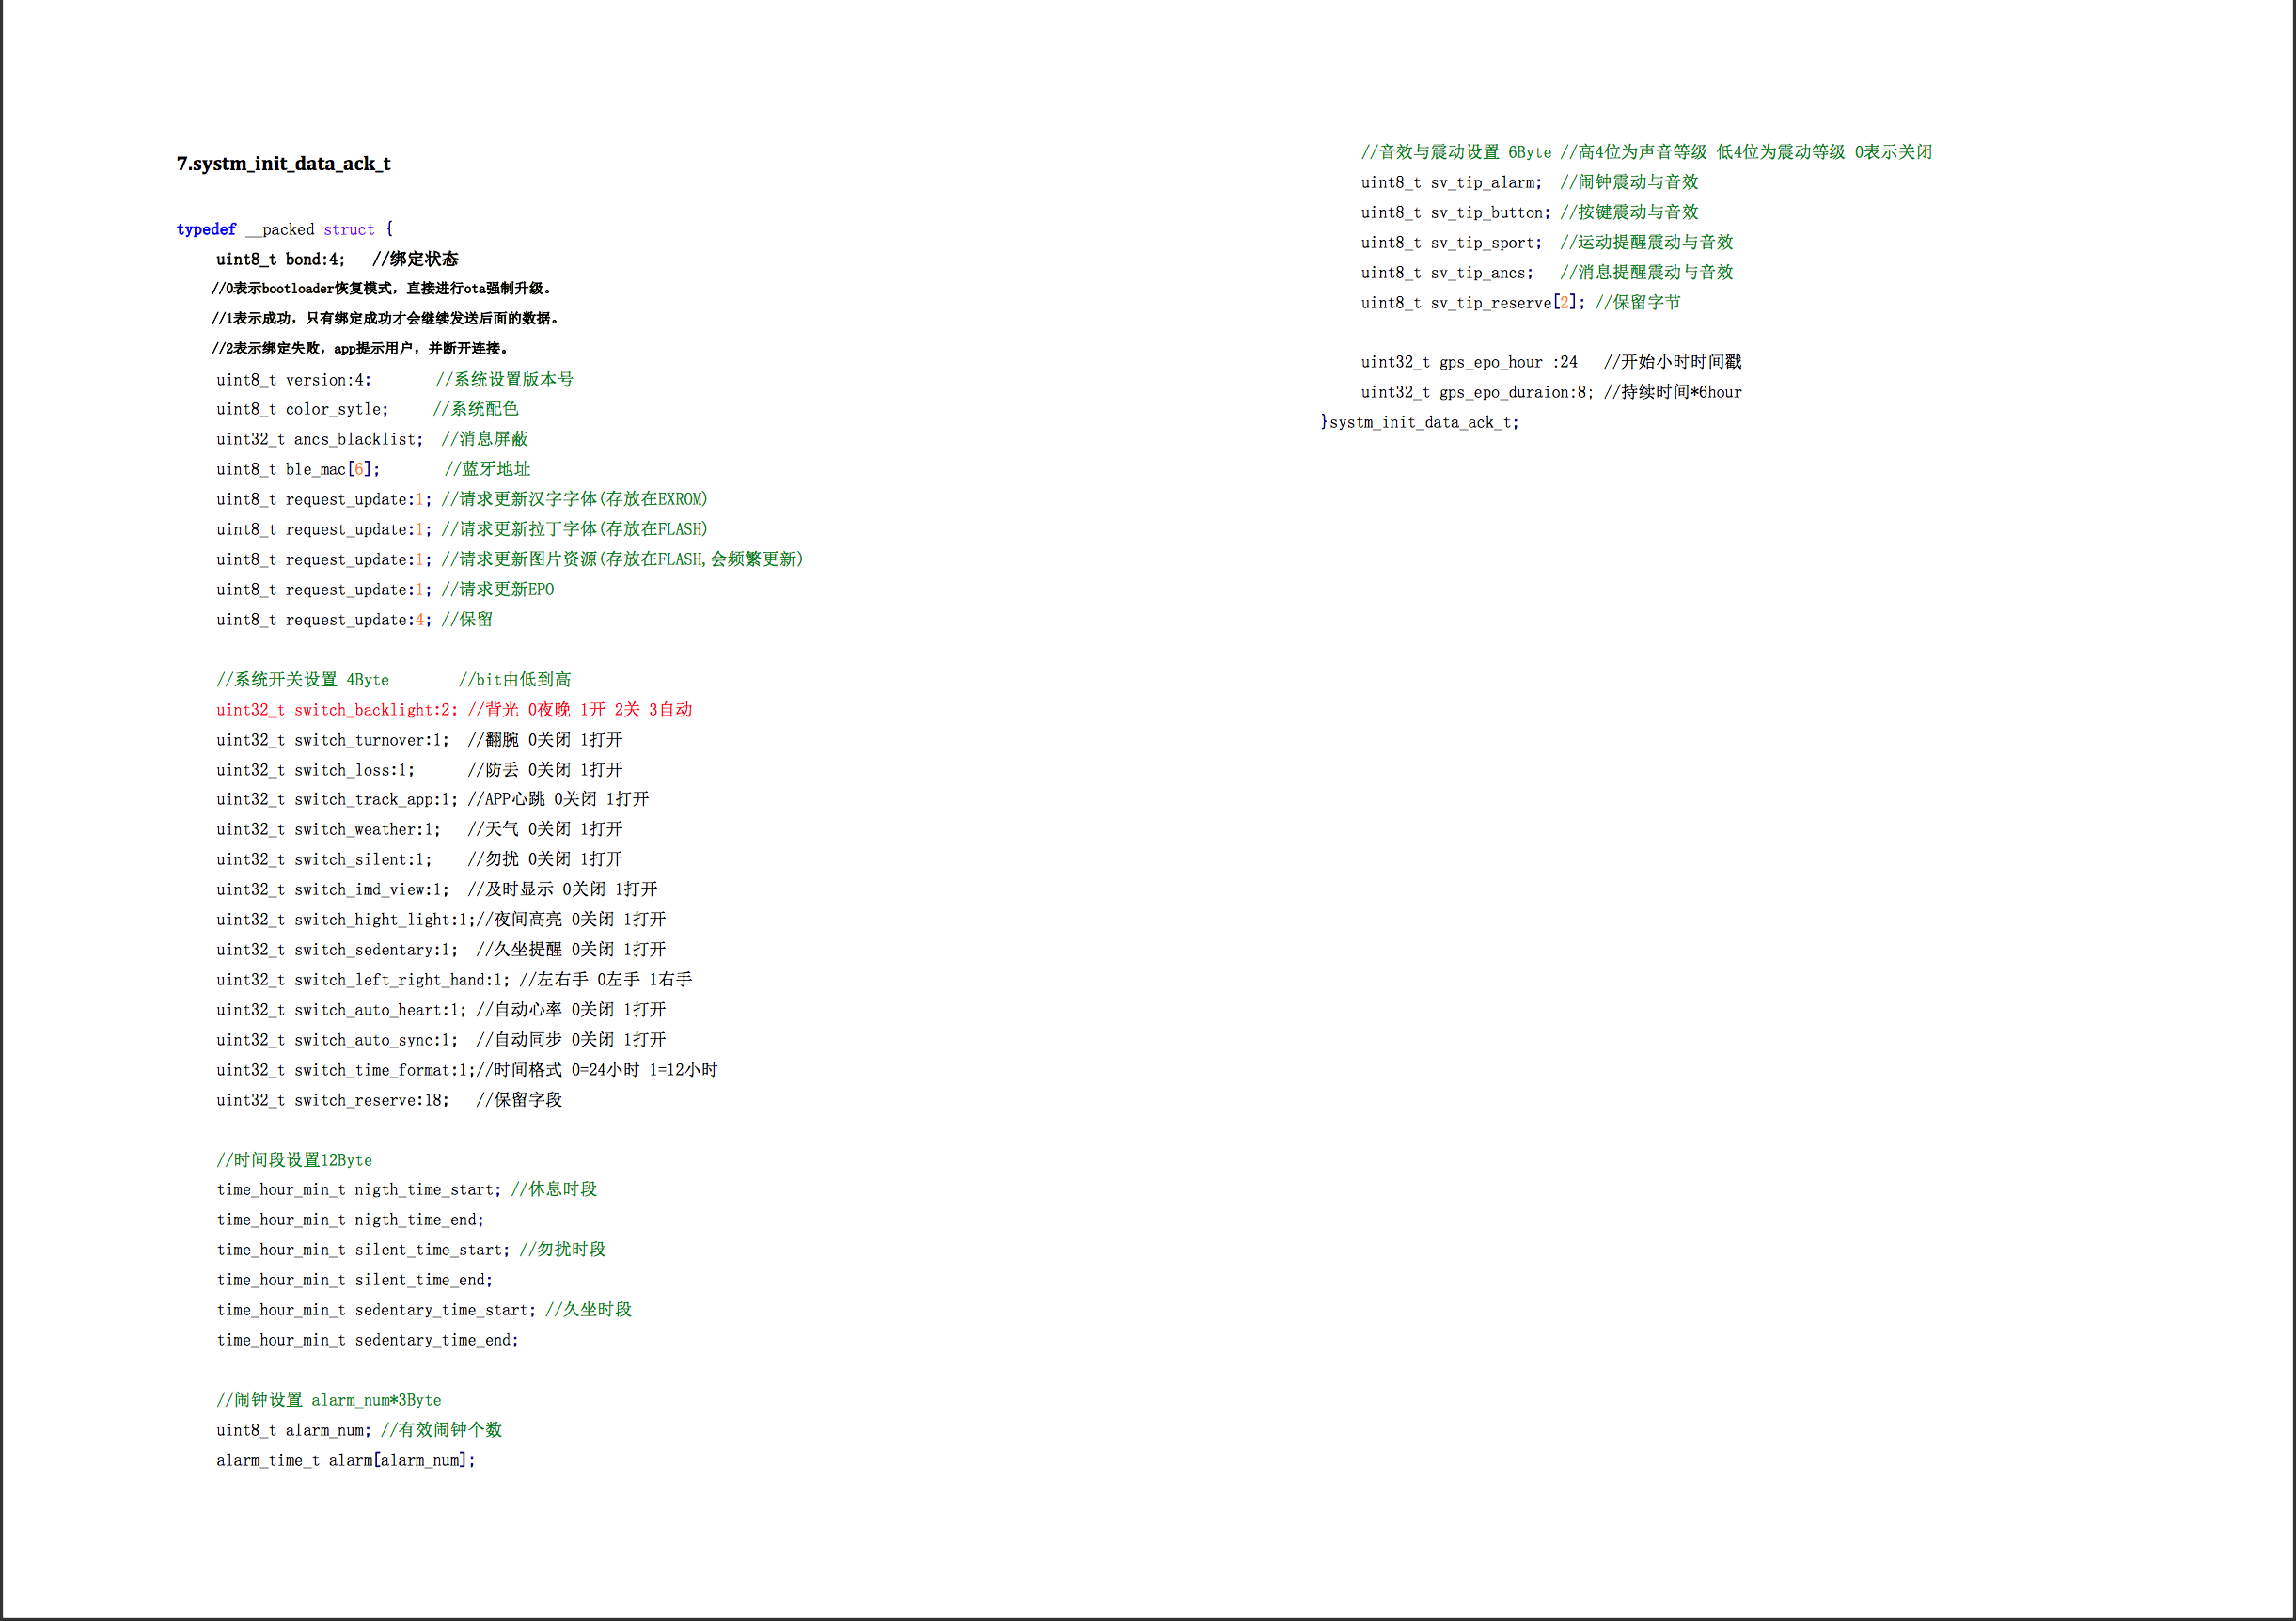 7.systm_init_data_ack_t
typedef __packed struct {
uint8_t bond:4; //绑定状态
//0表示bootloader恢复模式，直接进行ota强制升级。
//1表示成功，只有绑定成功才会继续发送后面的数据。
//2表示绑定失败，app提示用户，并断开连接。
uint8_t version:4; //系统设置版本号
uint8_t color_sytle; //系统配色
uint32_t ancs_blacklist; //消息屏蔽
uint8_t ble_mac[6]; //蓝牙地址
uint8_t request_update:1; //请求更新汉字字体(存放在EXROM)
uint8_t request_update:1; //请求更新拉丁字体(存放在FLASH)
uint8_t request_update:1; //请求更新图片资源(存放在FLASH,会频繁更新)
uint8_t request_update:1; //请求更新EPO
uint8_t request_update:4; //保留
//系统开关设置 4Byte //bit由低到高
uint32_t switch_backlight:2; //背光 0夜晚 1开 2关 3自动
uint32_t switch_turnover:1; //翻腕 0关闭 1打开
uint32_t switch_loss:1; //防丢 0关闭 1打开
uint32_t switch_track_app:1; //APP心跳 0关闭 1打开
uint32_t switch_weather:1; //天气 0关闭 1打开
uint32_t switch_silent:1; //勿扰 0关闭 1打开
uint32_t switch_imd_view:1; //及时显示 0关闭 1打开
uint32_t switch_hight_light:1;//夜间高亮 0关闭 1打开
uint32_t switch_sedentary:1; //久坐提醒 0关闭 1打开
uint32_t switch_left_right_hand:1; //左右手 0左手 1右手
uint32_t switch_auto_heart:1; //自动心率 0关闭 1打开
uint32_t switch_auto_sync:1; //自动同步 0关闭 1打开
uint32_t switch_time_format:1;//时间格式 0=24小时 1=12小时
uint32_t switch_reserve:18; //保留字段
//时间段设置12Byte
time_hour_min_t nigth_time_start; //休息时段
time_hour_min_t nigth_time_end;
time_hour_min_t silent_time_start; //勿扰时段
time_hour_min_t silent_time_end;
time_hour_min_t sedentary_time_start; //久坐时段
time_hour_min_t sedentary_time_end;
//闹钟设置 alarm_num*3Byte
uint8_t alarm_num; //有效闹钟个数
alarm_time_t alarm[alarm_num];
//音效与震动设置 6Byte //高4位为声音等级 低4位为震动等级 0表示关闭
uint8_t sv_tip_alarm; //闹钟震动与音效
uint8_t sv_tip_button; //按键震动与音效
uint8_t sv_tip_sport; //运动提醒震动与音效
uint8_t sv_tip_ancs; //消息提醒震动与音效
uint8_t sv_tip_reserve[2]; //保留字节
uint32_t gps_epo_hour :24 //开始小时时间戳
uint32_t gps_epo_duraion:8; //持续时间*6hour
}systm_init_data_ack_t;